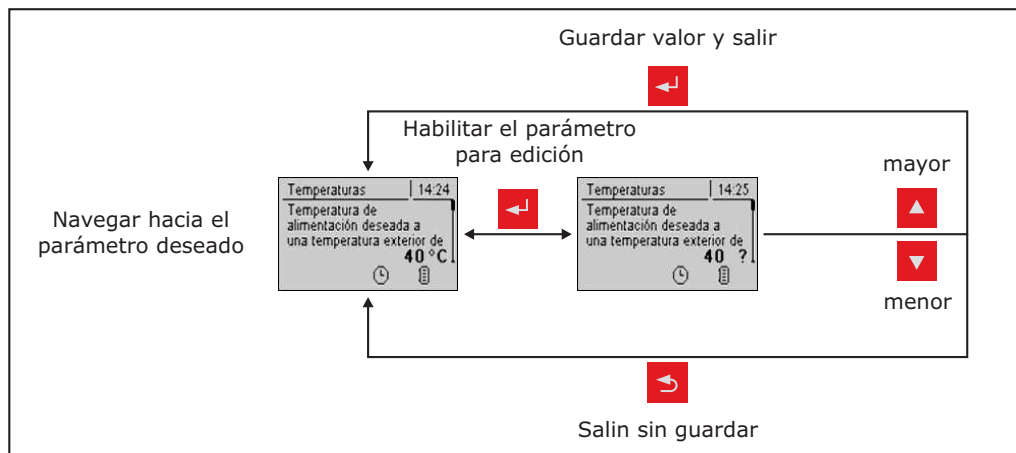 Guardar valor y salir
Habilitar el parámetro
para edición
Navegar hacia el
parámetro deseado
Temperaturas 14:24
Temperatura de
alimentación deseada a
una temperatura exterior de
40 °C
Temperaturas 14:25
Temperatura de
alimentación deseada a
una temperatura exterior de
40 ?
mayor
menor
Salin sin guardar